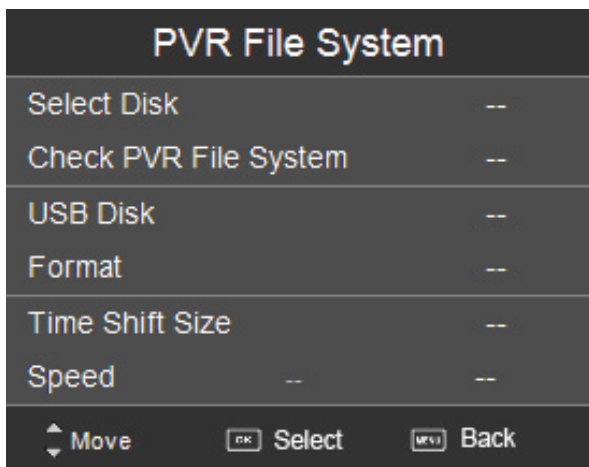 PVR File System
Select Disk --
Check PVR File System --
USB Disk --
Format --
Time Shift Size --
Speed -- --
Move OK Select MENU Back